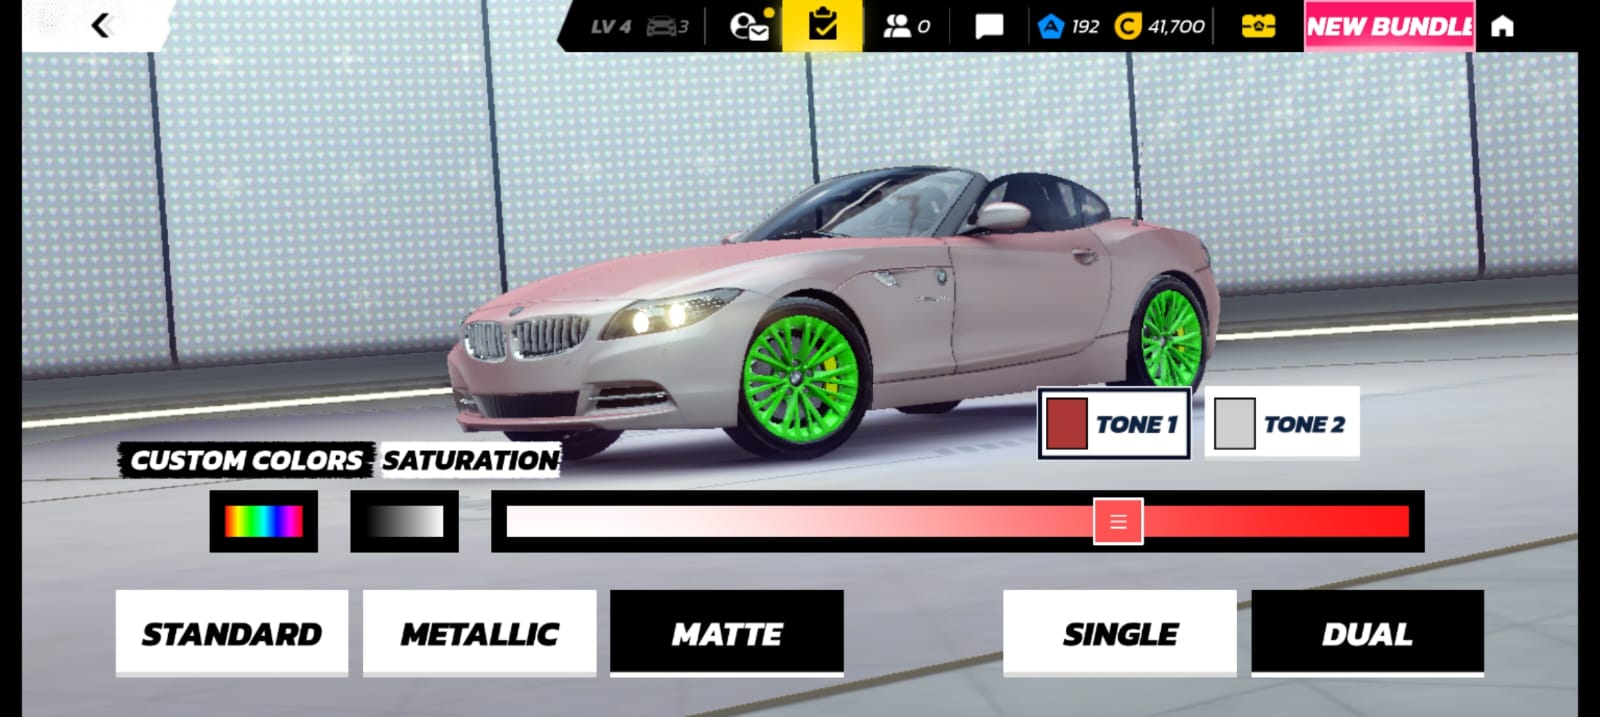 LV 4
3
0
A 192
C 41,700
NEW BUNDLE
TONE 1
TONE 2
CUSTOM COLORS
SATURATION
STANDARD
METALLIC
MATTE
SINGLE
DUAL